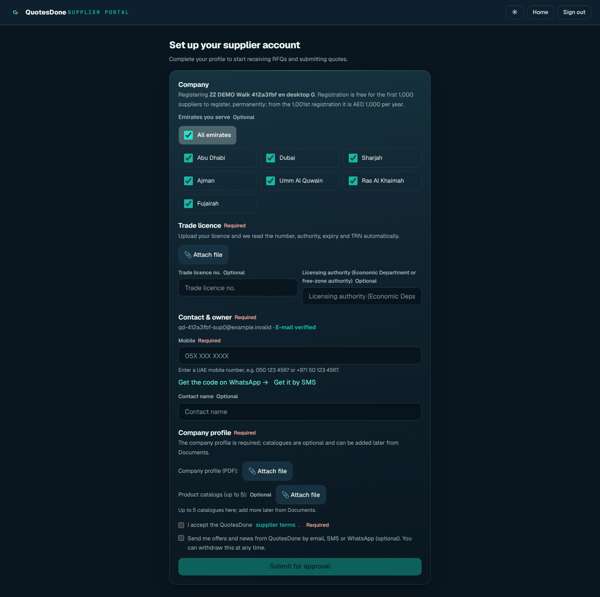 QuotesDone SUPPLIER PORTAL
Home
Sign out
Set up your supplier account
Complete your profile to start receiving RFQs and submitting quotes.
Company
Registering ZZ DEMO Walk 412a3fbf en desktop G. Registration is free for the first 1,000
suppliers to register, permanently; from the 1,001st registration it is AED 1,000 per year.
Emirates you serve Optional
All emirates
Abu Dhabi
Dubai
Sharjah
Ajman
Umm Al Quwain
Ras Al Khaimah
Fujairah
Trade licence Required
Upload your licence and we read the number, authority, expiry and TRN automatically.
Attach file
Trade licence no. Optional
Trade licence no.
Licensing authority (Economic Department or
free-zone authority) Optional
Licensing authority (Economic Depa
Contact & owner Required
qd-412a3fbf-sup0@example.invalid · E-mail verified
Mobile Required
05X XXX XXXX
Enter a UAE mobile number, e.g. 050 123 4567 or +971 50 123 4567.
Get the code on WhatsApp → Get it by SMS
Contact name Optional
Contact name
Company profile Required
The company profile is required; catalogues are optional and can be added later from
Documents.
Company profile (PDF): Attach file
Product catalogs (up to 5): Optional Attach file
Up to 5 catalogues here; add more later from Documents.
I accept the QuotesDone supplier terms . Required
Send me offers and news from QuotesDone by email, SMS or WhatsApp (optional). You
can withdraw this at any time.
Submit for approval